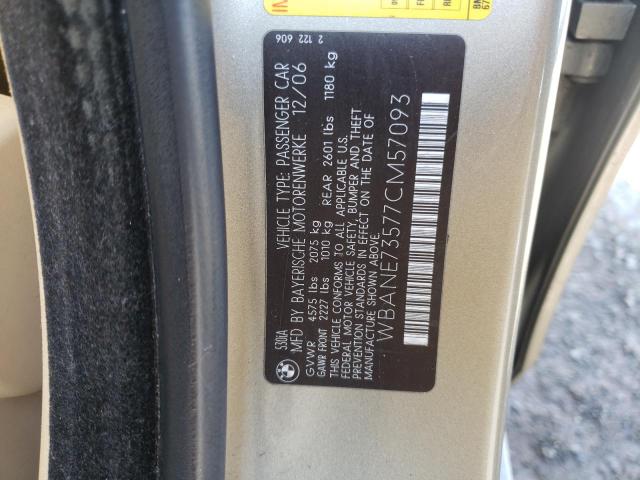 S30A VEHICLE TYPE: PASSENGER CAR 2 122 606
MFD BY BAYERISCHE MOTORENWERKE 12/06
GVWR 4575 lbs 2075 kg
GAWR FRONT 2227 lbs 1010 kg REAR 2601 lbs 1180 kg
THIS VEHICLE CONFORMS TO ALL APPLICABLE U.S.
FEDERAL MOTOR VEHICLE SAFETY, BUMPER, AND THEFT
PREVENTION STANDARDS IN EFFECT ON THE DATE OF
MANUFACTURE SHOWN ABOVE.
WBANE73577CM57093